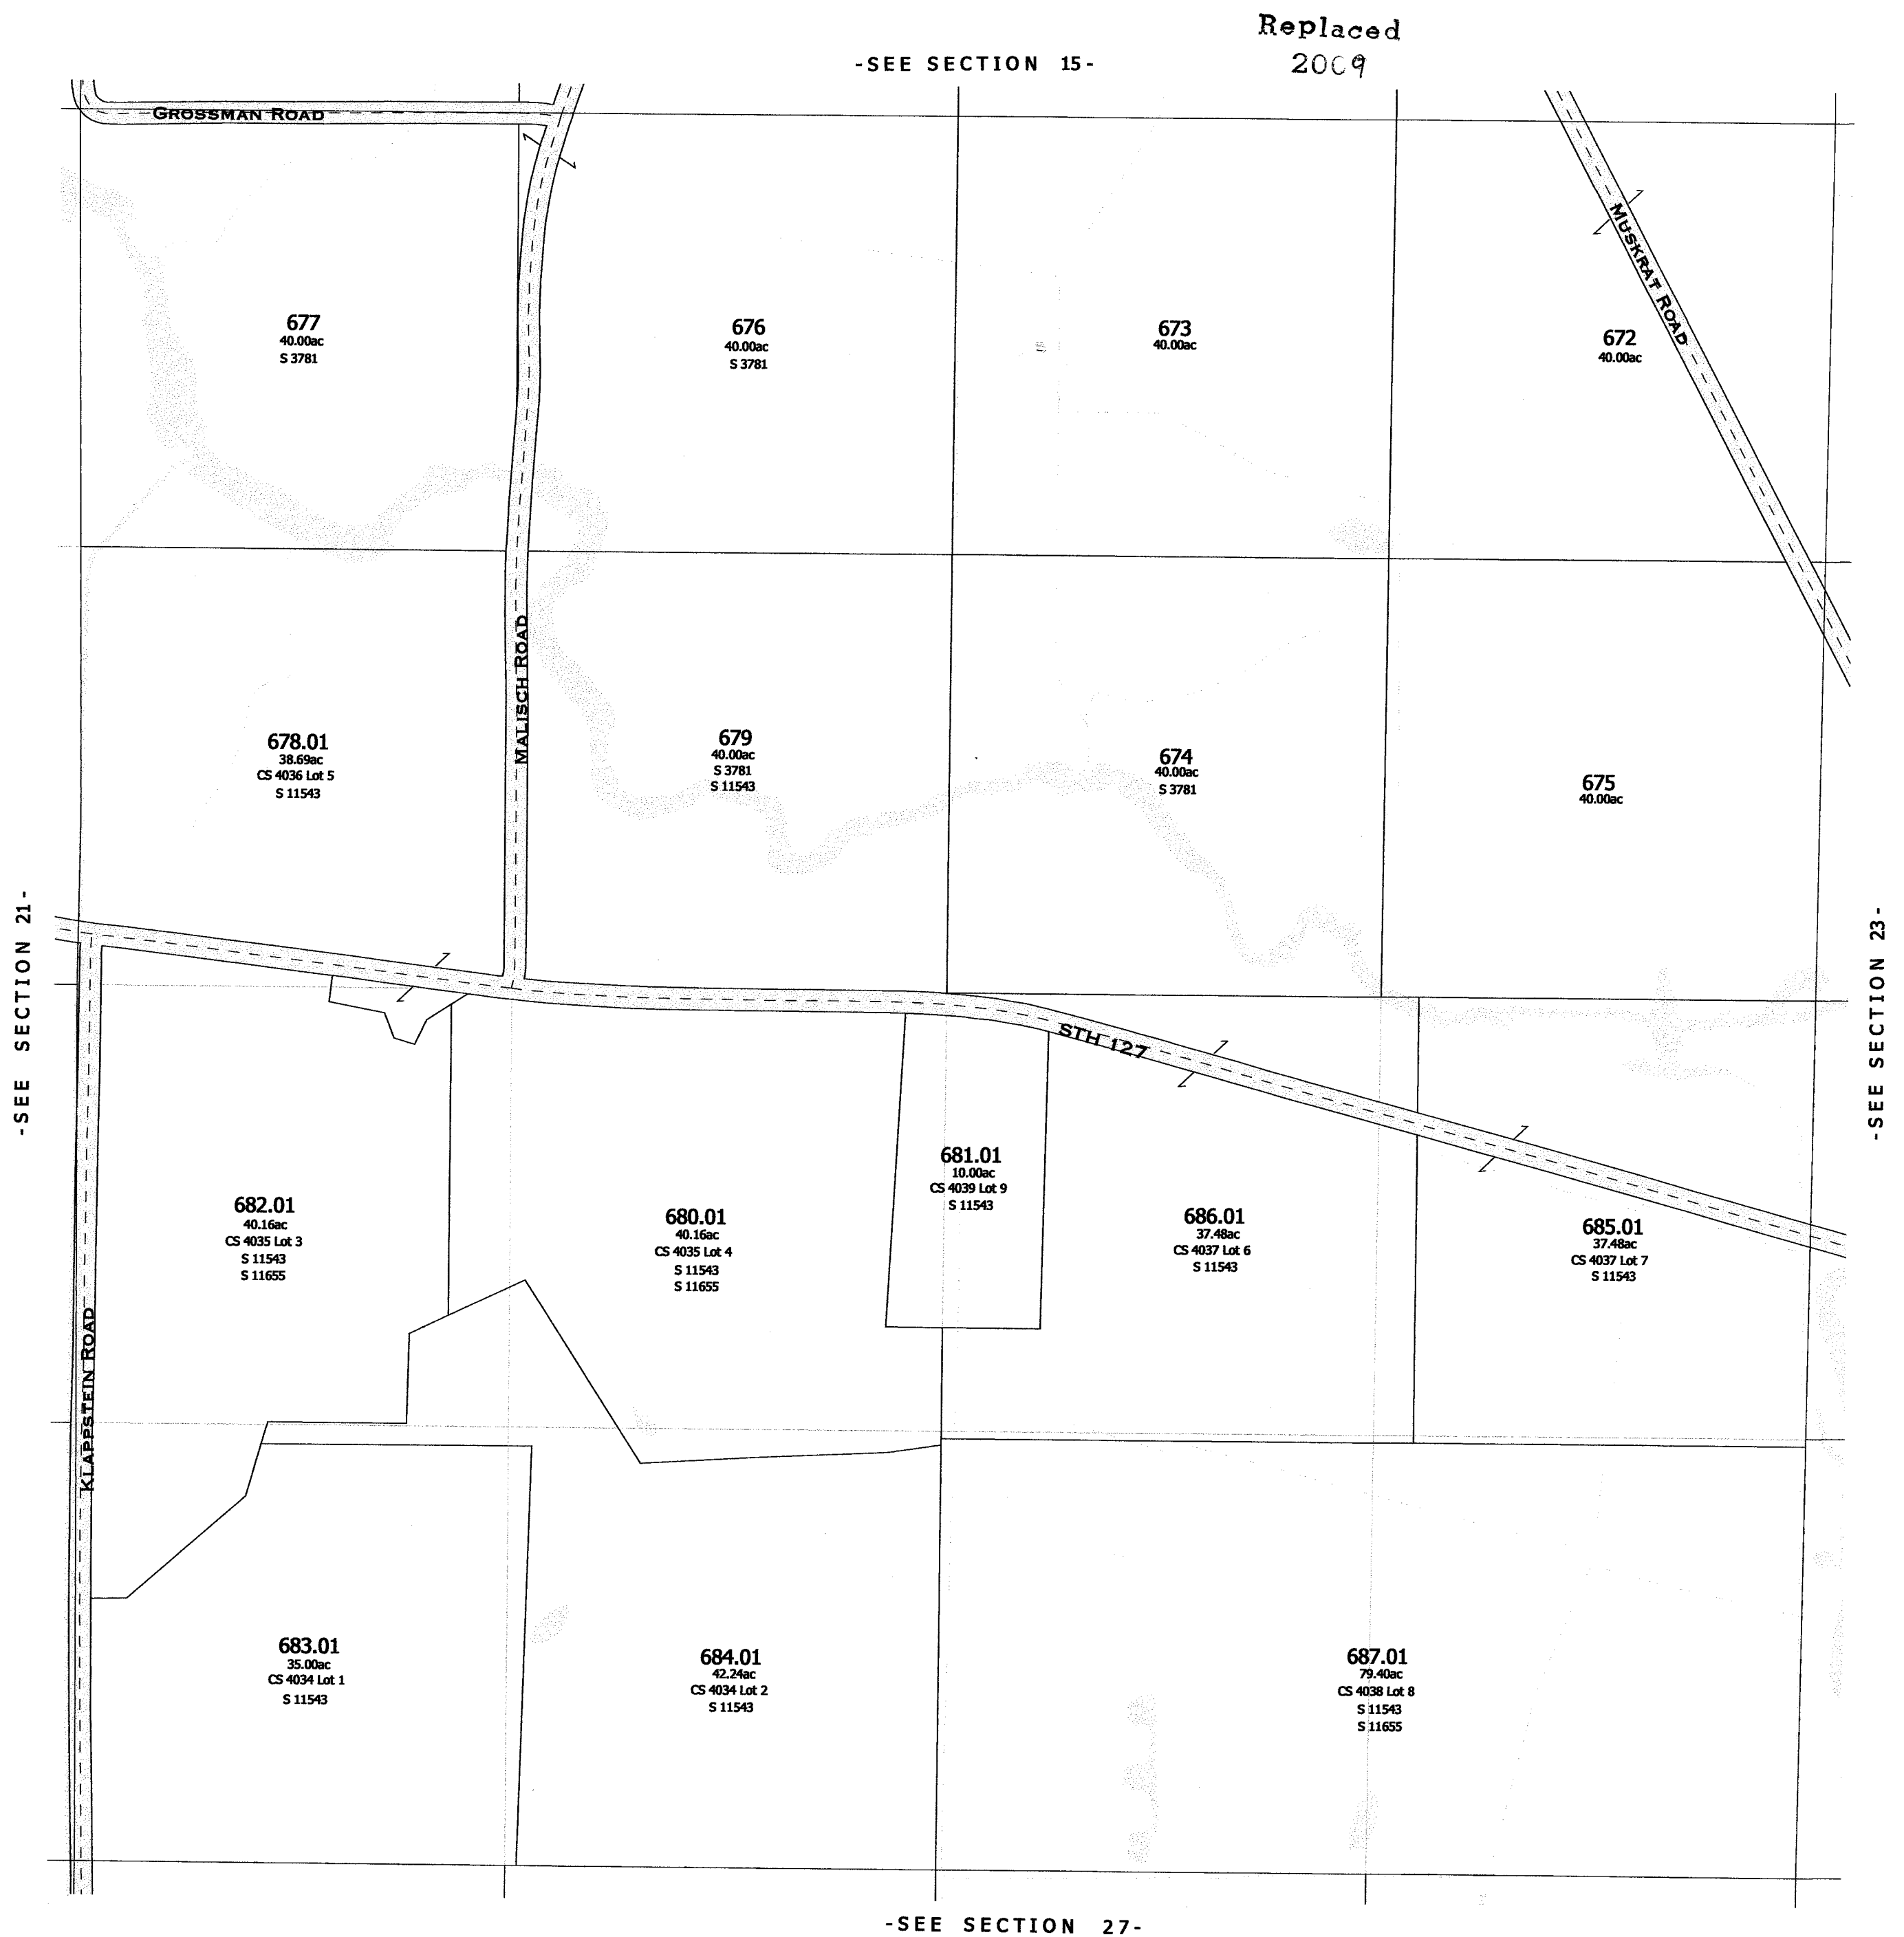 Replaced
2009
-SEE SECTION 15-
GROSSMAN ROAD
MUSKRAT ROAD
677
40.00ac
S 3781
676
40.00ac
S 3781
673
40.00ac
672
40.00ac
MALISCH ROAD
678.01
38.69ac
CS 4036 Lot 5
S 11543
679
40.00ac
S 3781
S 11543
674
40.00ac
S 3781
675
40.00ac
-SEE SECTION 21-
-SEE SECTION 23-
STH 127
682.01
40.16ac
CS 4035 Lot 3
S 11543
S 11655
680.01
40.16ac
CS 4035 Lot 4
S 11543
S 11655
681.01
10.00ac
CS 4039 Lot 9
S 11543
686.01
37.48ac
CS 4037 Lot 6
S 11543
685.01
37.48ac
CS 4037 Lot 7
S 11543
KLAPPSTEIN ROAD
683.01
35.00ac
CS 4034 Lot 1
S 11543
684.01
42.24ac
CS 4034 Lot 2
S 11543
687.01
79.40ac
CS 4038 Lot 8
S 11543
S 11655
-SEE SECTION 27-